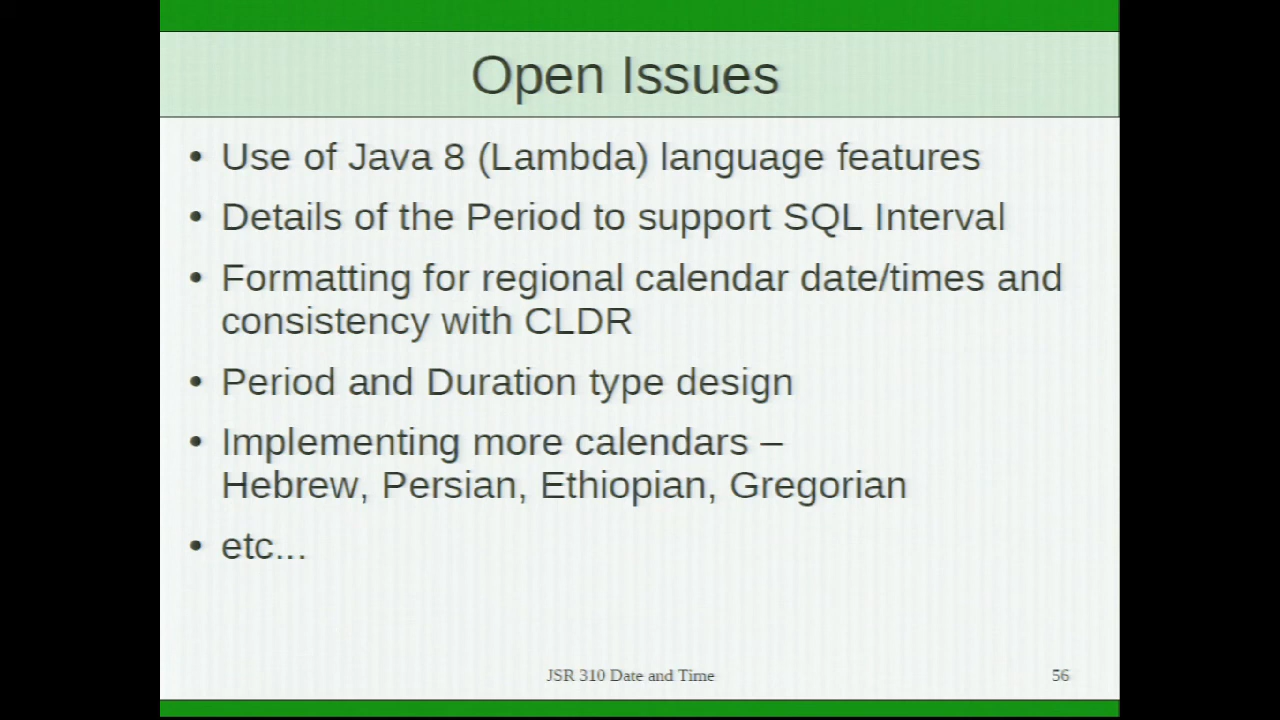 Open Issues
• Use of Java 8 (Lambda) language features
• Details of the Period to support SQL Interval
• Formatting for regional calendar date/times and
consistency with CLDR
• Period and Duration type design
• Implementing more calendars –
Hebrew, Persian, Ethiopian, Gregorian
• etc...
JSR 310 Date and Time
56